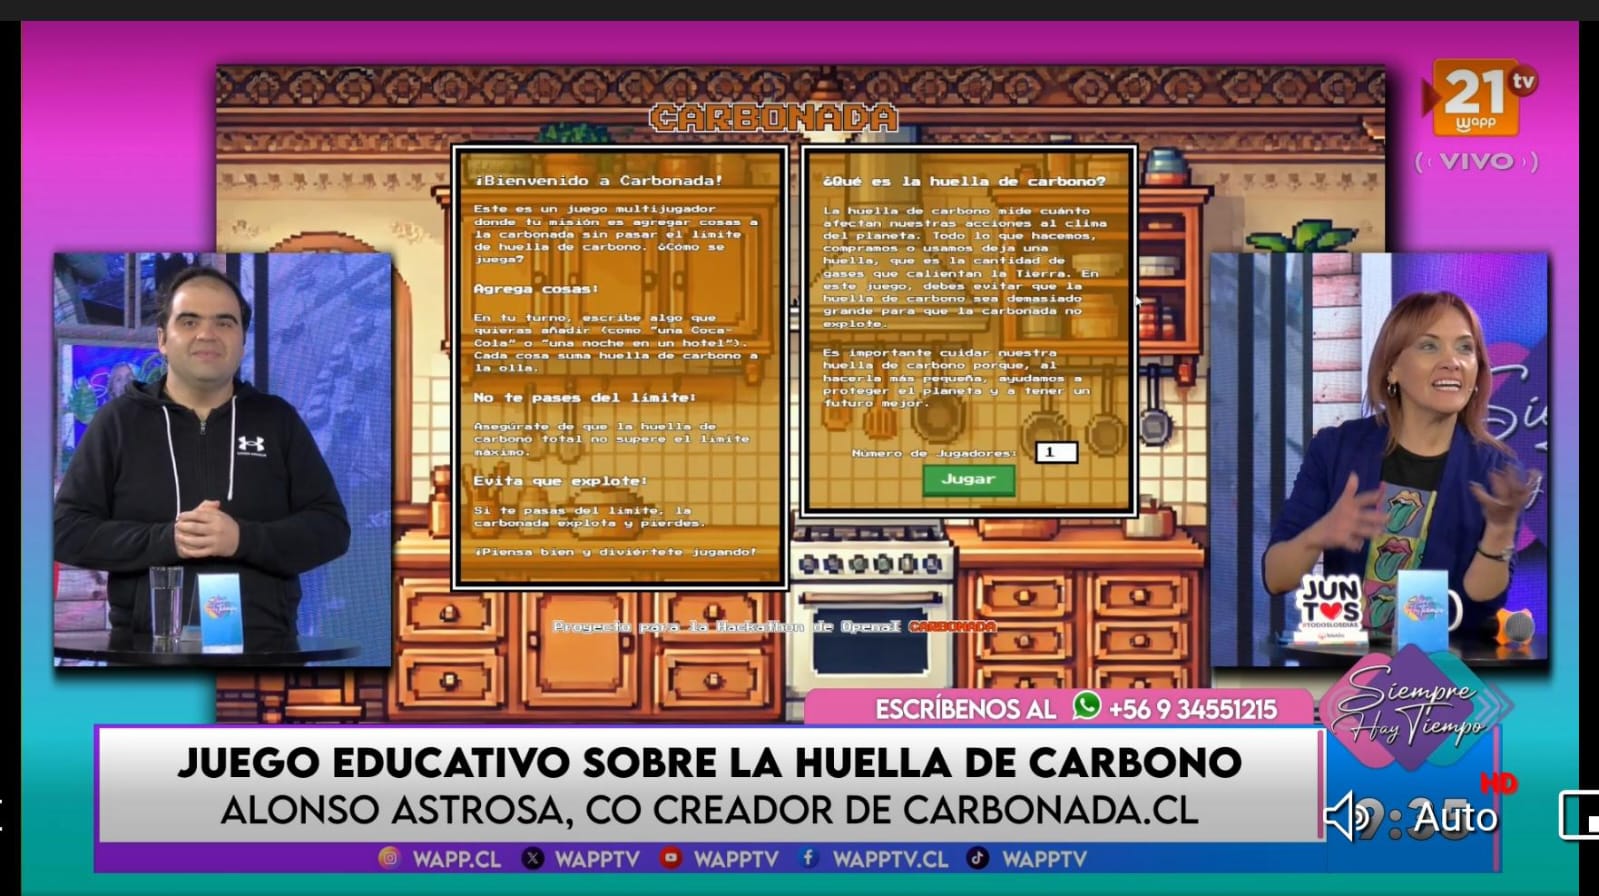 21 tv
wapp
VIVO
CARBONADA
¡Bienvenido a Carbonada!
Este es un juego multijugador
donde tu misión es agregar cosas a
la carbonada sin pasar el límite
de huella de carbono. ¿Cómo se
juega?
Agrega cosas:
En tu turno, escribe algo que
quieras añadir (como "una Coca-
Cola" o "una noche en un hotel").
Cada cosa suma huella de carbono a
la olla.
No te pases del límite:
Asegúrate de que la huella de
carbono total no supere el límite
máximo.
Evita que explote:
Si te pasas del límite, la
carbonada explota y pierdes.
¡Piensa bien y diviértete jugando!
¿Qué es la huella de carbono?
La huella de carbono mide cuánto
afectan nuestras acciones al clima
del planeta. Todo lo que hacemos,
compramos o usamos deja una
huella, que es la cantidad de
gases que calientan la Tierra. En
este juego, debes evitar que la
huella de carbono sea demasiado
grande para que la carbonada no
explote.
Es importante cuidar nuestra
huella de carbono porque, al
hacerla más pequeña, ayudamos a
proteger el planeta y a tener un
futuro mejor.
Número de Jugadores: 1
Jugar
Proyecto para la Hackathon de Openai CARBONADA
JUN
TOS
#TODOSLOSDIAS
ESCRÍBENOS AL +56 9 34551215
Siempre
Hay Tiempo
JUEGO EDUCATIVO SOBRE LA HUELLA DE CARBONO
ALONSO ASTROSA, CO CREADOR DE CARBONADA.CL
HD
Auto
WAPP.CL WAPPTV WAPPTV WAPPTV.CL WAPPTV